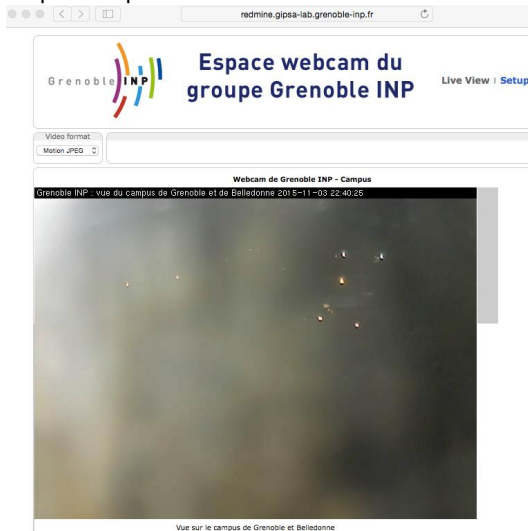 redmine.gipsa-lab.grenoble-inp.fr
Grenoble INP
Espace webcam du
groupe Grenoble INP
Live View | Setup
Video format
Motion JPEG
Webcam de Grenoble INP - Campus
Grenoble INP : vue du campus de Grenoble et de Belledonne 2015-11-03 22:40:25
Vue sur le campus de Grenoble et Belledonne